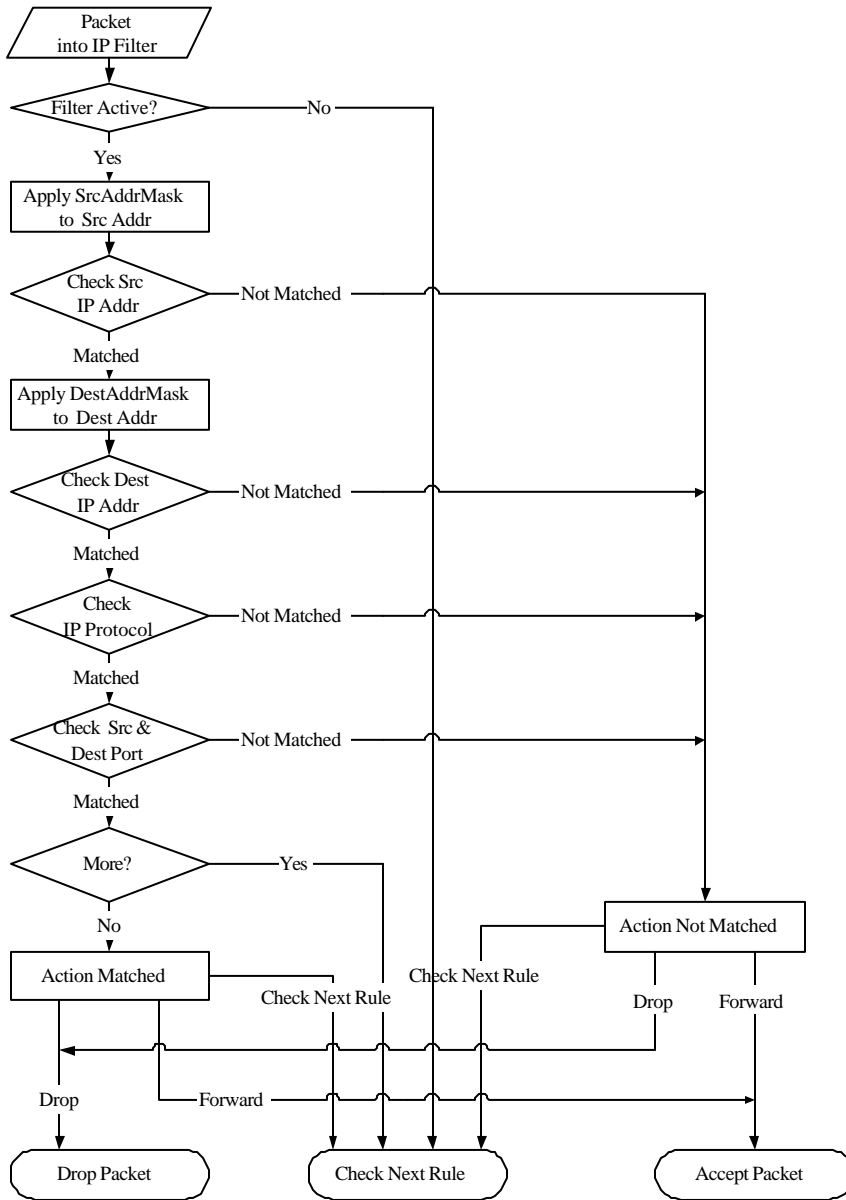 Packet
into IP Filter
Filter Active?
No
Yes
Apply SrcAddrMask
to Src Addr
Check Src
IP Addr
Not Matched
Matched
Apply DestAddrMask
to Dest Addr
Check Dest
IP Addr
Not Matched
Matched
Check
IP Protocol
Not Matched
Matched
Check Src &
Dest Port
Not Matched
Matched
More?
Yes
No
Action Not Matched
Action Matched
Check Next Rule
Check Next Rule
Drop
Forward
Drop
Forward
Drop Packet
Check Next Rule
Accept Packet